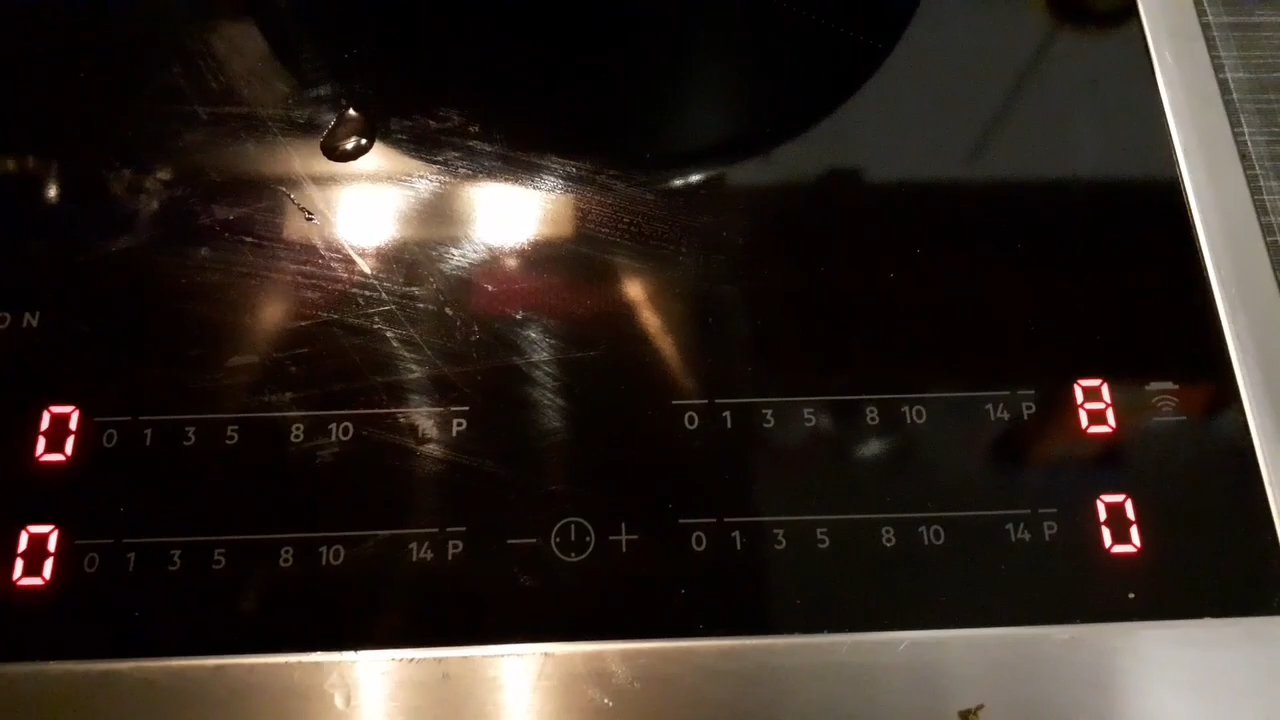 ON
0 0 1 3 5 8 10 14 P
0 1 3 5 8 10 14 P 8
0 0 1 3 5 8 10 14 P
− +
0 1 3 5 8 10 14 P 0